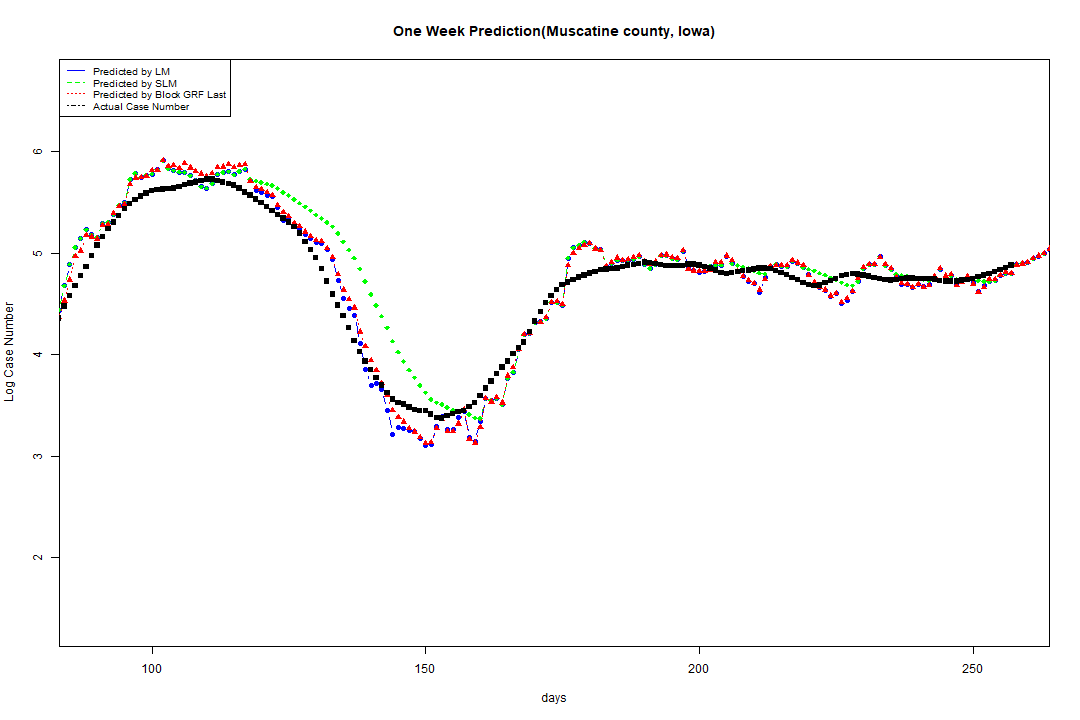 One Week Prediction(Muscatine county, Iowa)
Predicted by LM
Predicted by SLM
Predicted by Block GRF Last
Actual Case Number
6
5
4
3
2
Log Case Number
100 150 200 250
days